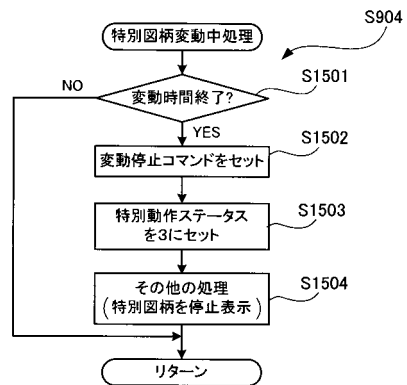 S904
特別図柄変動中処理
NO
変動時間終了?
S1501
YES
S1502
変動停止コマンドをセット
S1503
特別動作ステータス
を3にセット
S1504
その他の処理
(特別図柄を停止表示)
リターン